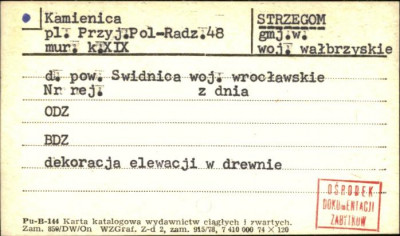 Kamienica
pl. Przyj.Pol-Radz.48
mur. k.XIX
STRZEGOM
gmj.w.
woj. wałbrzyskie
d. pow. Swidnica woj. wrocławskie
Nr rej. z dnia
ODZ
BDZ
dekoracja elewacji w drewnie
OŚRODEK
DOKUMENTACJI
ZABYTKÓW
Pu-B-144 Karta katalogowa wydawnictw ciągłych i zwartych.
Zam. 859/DW/On WZGraf. Z-d 2, zam. 913/78, 7 410 000 74 × 120